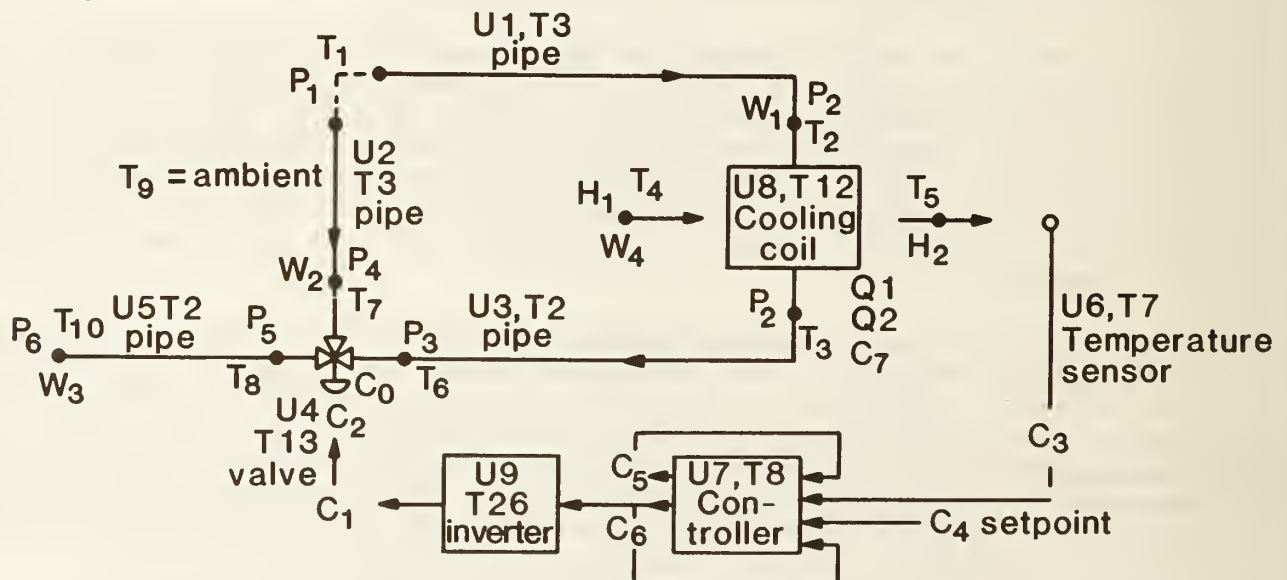 U1,T3
pipe
T1
P1
P2
W1
T2
U2
T3
pipe
T9 = ambient
H1
T4
W4
U8,T12
Cooling
coil
T5
H2
W2
P4
T7
P2
T3
Q1
Q2
C7
U6,T7
Temperature
sensor
P6
T10
W3
U5T2
pipe
P5
T8
U3,T2
pipe
P3
T6
C0
U4
C2
T13
valve
C1
U9
T26
inverter
C5
C6
U7,T8
Con-
troller
C3
C4 setpoint